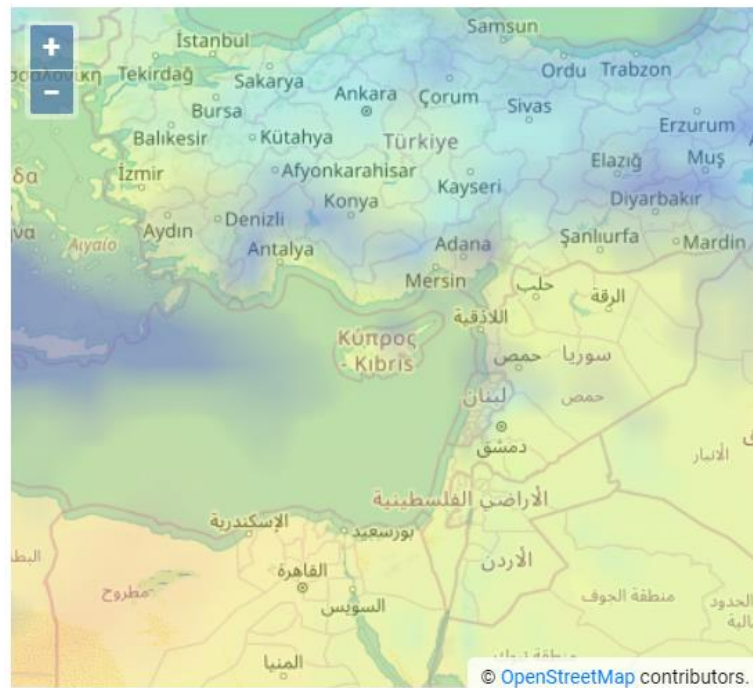 +
−
İstanbul
Samsun
Tekirdağ
Sakarya
Ordu
Trabzon
Ankara
Çorum
Bursa
Sivas
Erzurum
Balıkesir
Kütahya
Türkiye
İzmir
Afyonkarahisar
Elazığ
Muş
Konya
Kayseri
Diyarbakır
Aydın
Denizli
Αιγαίο
Antalya
Adana
Şanlıurfa
Mardin
Mersin
حلب
الرقة
اللاذقية
Κύπρος
- Kıbrıs
حمص
سوريا
لبنان
حمص
دمشق
الأنبار
الأراضي الفلسطينية
الإسكندرية
بورسعيد
الأردن
القاهرة
مطروح
منطقة الجوف
السويس
المنيا
© OpenStreetMap contributors.